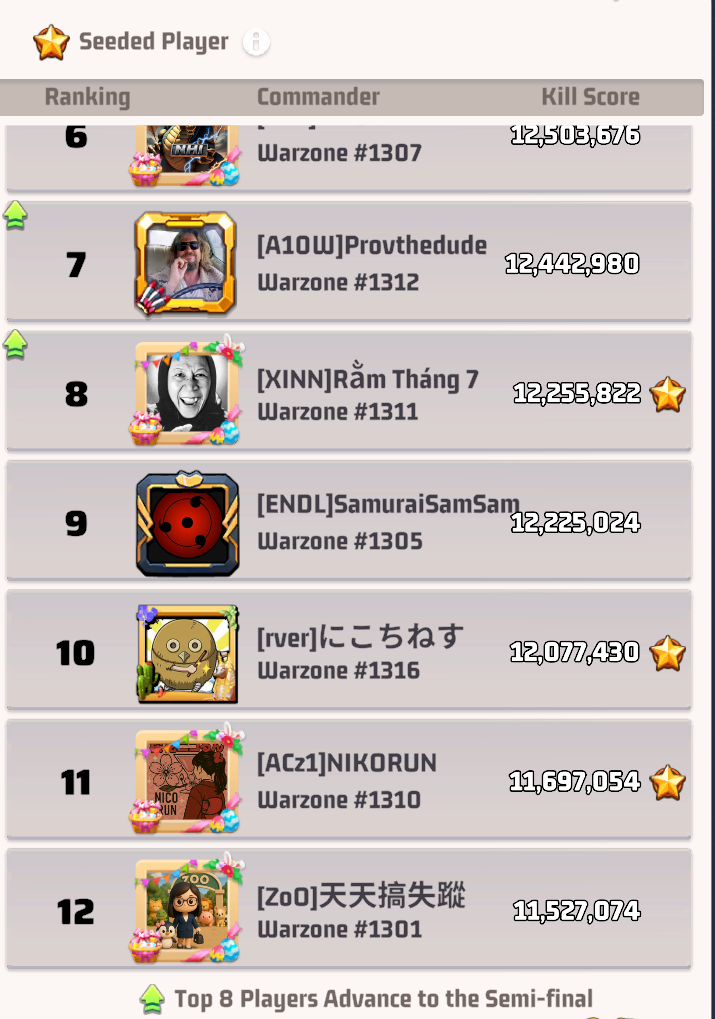 Seeded Player
Ranking Commander Kill Score
6 12,503,676
NHI
Warzone #1307
7 [A1OW]Provthedude 12,442,980
Warzone #1312
8 [XINN]Rằm Tháng 7 12,255,822
Warzone #1311
9 [ENDL]SamuraiSamSam 12,225,024
Warzone #1305
10 [rver]にこちねす 12,077,430
Warzone #1316
11 [ACz1]NIKORUN 11,697,054
NICO
RUN
Warzone #1310
12 [ZoO]天天搞失蹤 11,527,074
ZOO
Warzone #1301
Top 8 Players Advance to the Semi-final